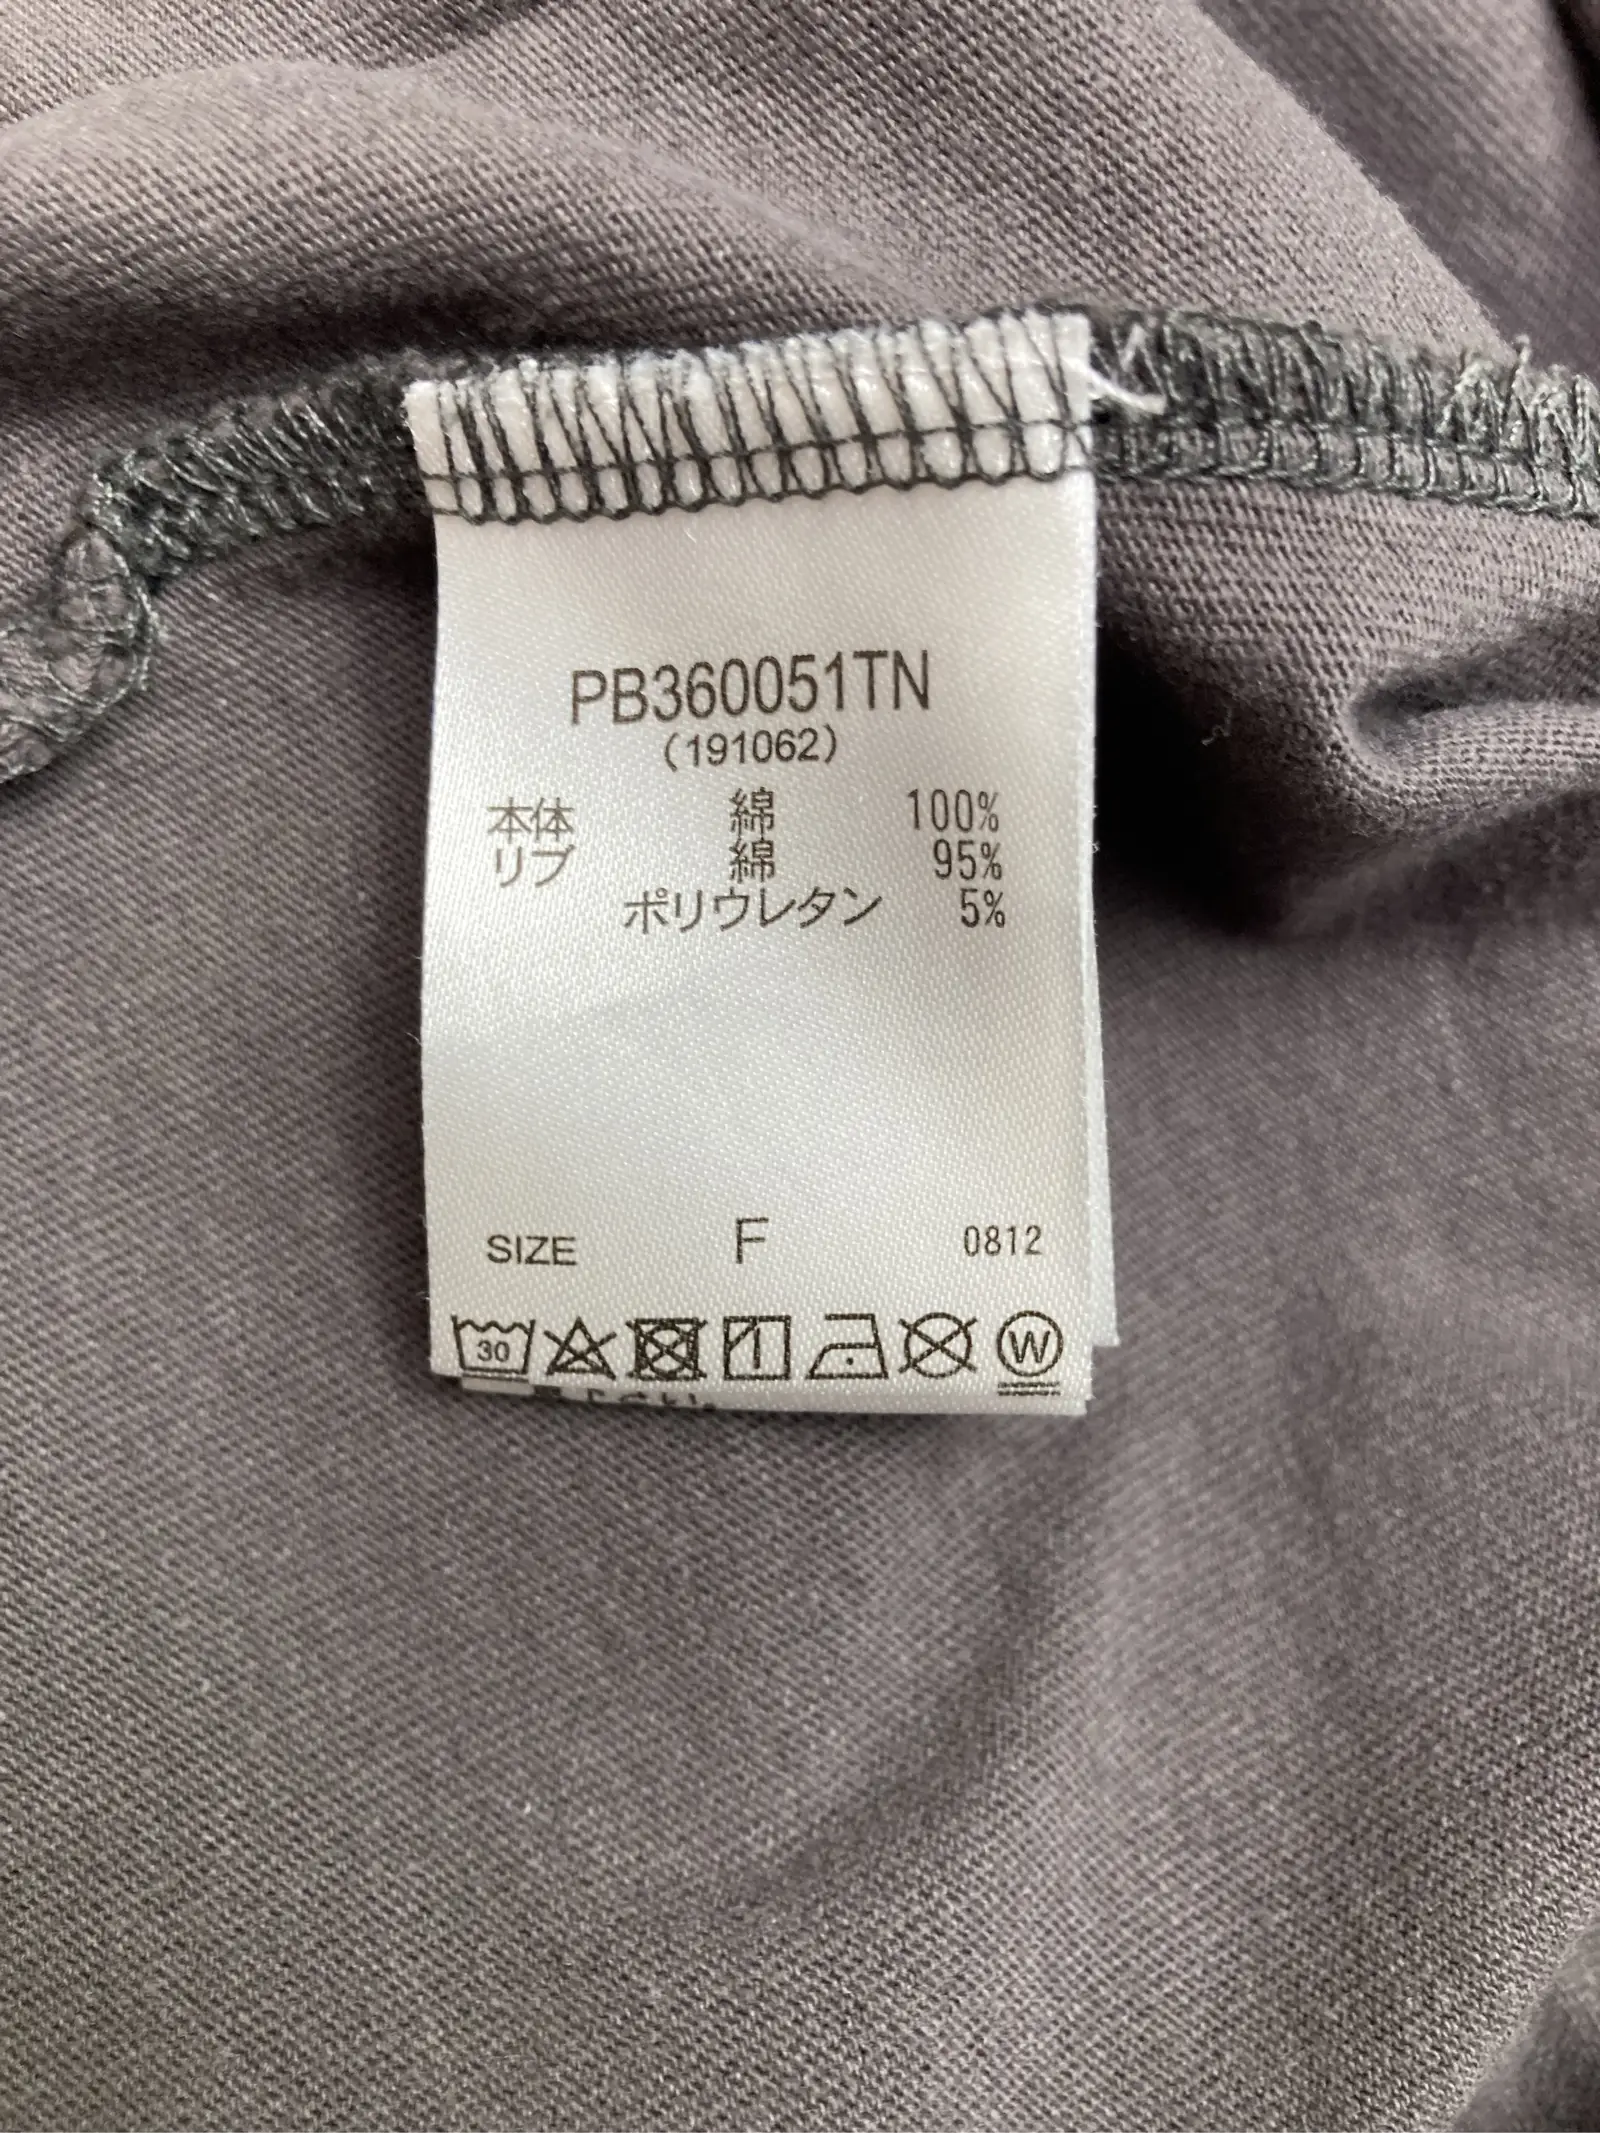 PB360051TN
(191062)
本体 綿 100%
リブ 綿 95%
ポリウレタン 5%
SIZE F 0812
30 W